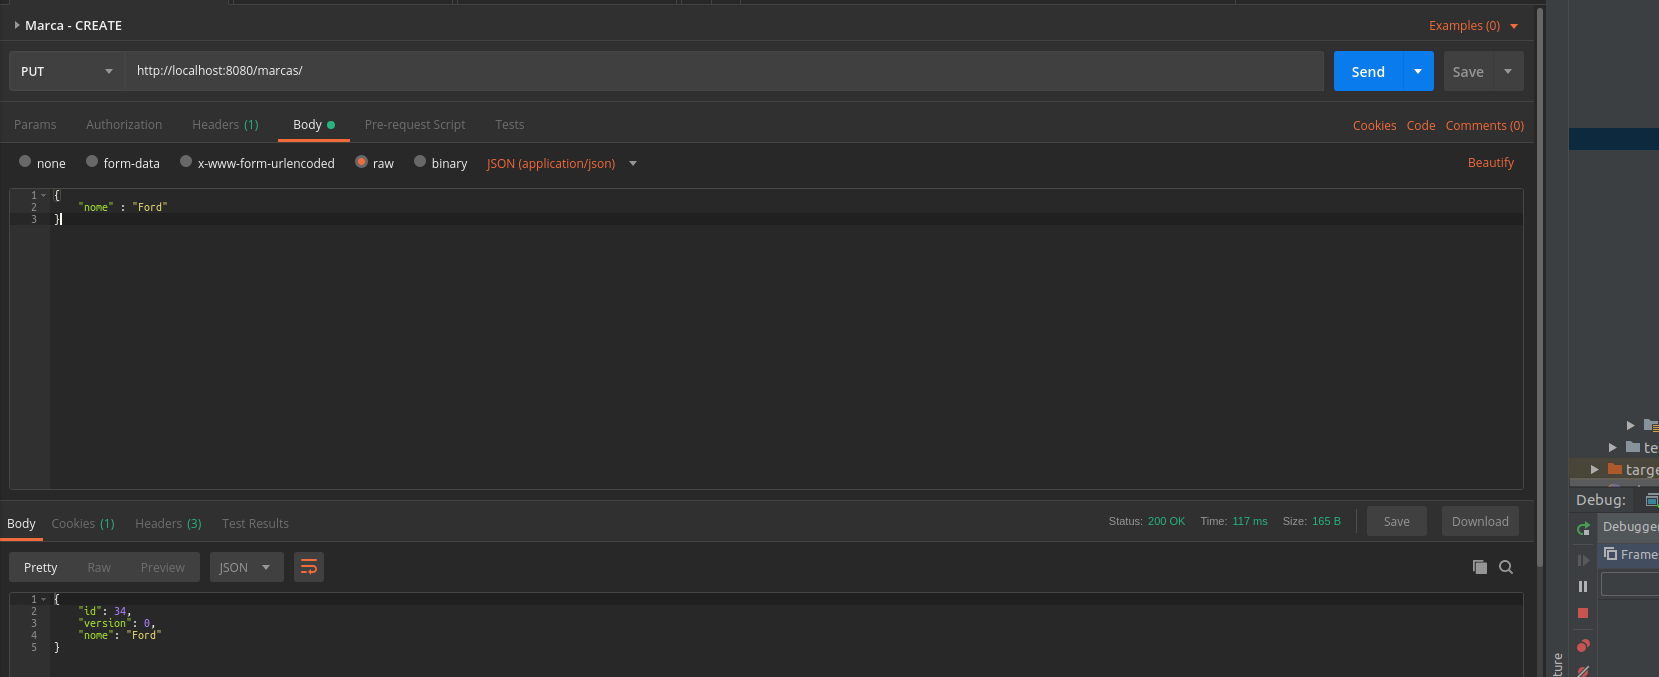 Marca - CREATE
Examples (0)
PUT
http://localhost:8080/marcas/
Send
Save
Params
Authorization
Headers (1)
Body
Pre-request Script
Tests
Cookies
Code
Comments (0)
none
form-data
x-www-form-urlencoded
raw
binary
JSON (application/json)
Beautify
1 {
2 "nome" : "Ford"
3 }
Body
Cookies (1)
Headers (3)
Test Results
Status: 200 OK
Time: 117 ms
Size: 165 B
Save
Download
Pretty
Raw
Preview
JSON
1 {
2 "id": 34,
3 "version": 0,
4 "nome": "Ford"
5 }
te
targe
Debug:
Debugger
Frame
ture